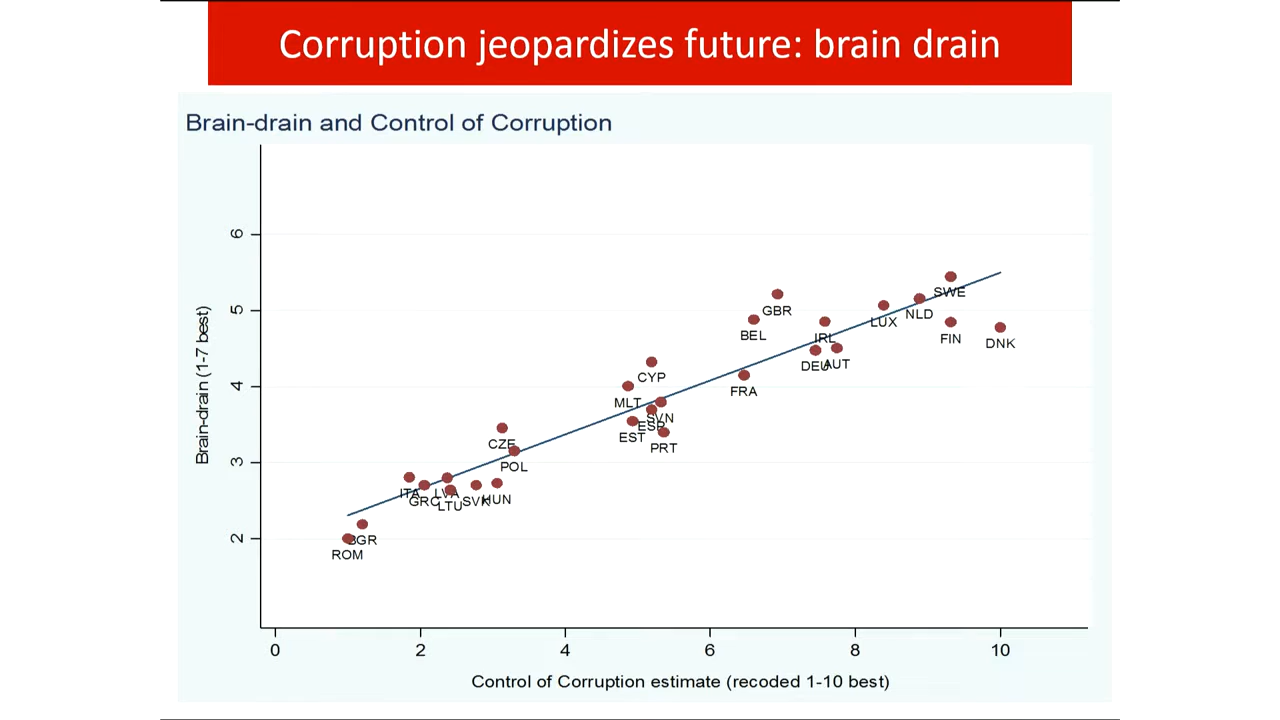 Corruption jeopardizes future: brain drain
Brain-drain and Control of Corruption
Brain-drain (1-7 best)
6
5
4
3
2
SWE
GBR
NLD
LUX
BEL
IRL
FIN
DNK
DEU
AUT
CYP
FRA
MLT
SVN
ESP
EST
PRT
CZE
POL
ITA
LVA
GRC
LTU
SVK
HUN
BGR
ROM
0 2 4 6 8 10
Control of Corruption estimate (recoded 1-10 best)